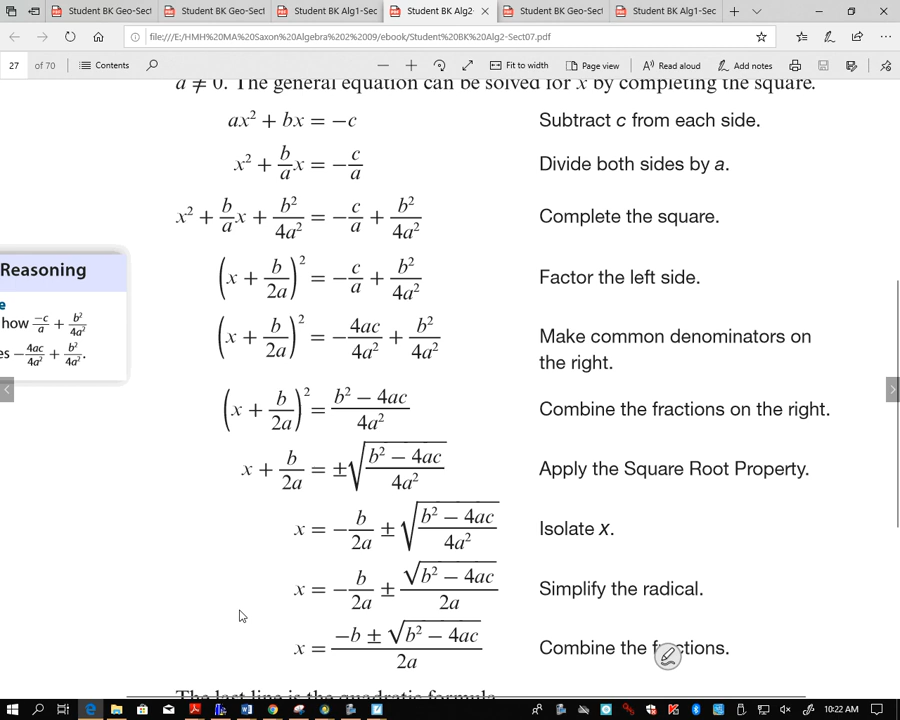 Student BK Geo-Sect Student BK Geo-Sect Student BK Alg1-Sec Student BK Alg2- Student BK Geo-Sect Student BK Alg1-Sec
file:///E:/HMH%20MA%20Saxon%20Algebra%202%2009/ebook/Student%20BK%20Alg2-Sect07.pdf
27 of 70 Contents Fit to width Page view Read aloud Add notes
a ≠ 0. The general equation can be solved for x by completing the square.
ax² + bx = −c Subtract c from each side.
x² + b/a x = −c/a Divide both sides by a.
x² + b/a x + b²/4a² = −c/a + b²/4a² Complete the square.
(x + b/2a)² = −c/a + b²/4a² Factor the left side.
Reasoning
e
how −c/a + b²/4a²
es −4ac/4a² + b²/4a².
(x + b/2a)² = −4ac/4a² + b²/4a² Make common denominators on
the right.
(x + b/2a)² = b² − 4ac/4a² Combine the fractions on the right.
x + b/2a = ±√(b² − 4ac/4a²) Apply the Square Root Property.
x = −b/2a ± √(b² − 4ac/4a²) Isolate x.
x = −b/2a ± √(b² − 4ac)/2a Simplify the radical.
x = −b ± √(b² − 4ac)/2a Combine the fractions.
The last line is the quadratic formula
10:22 AM